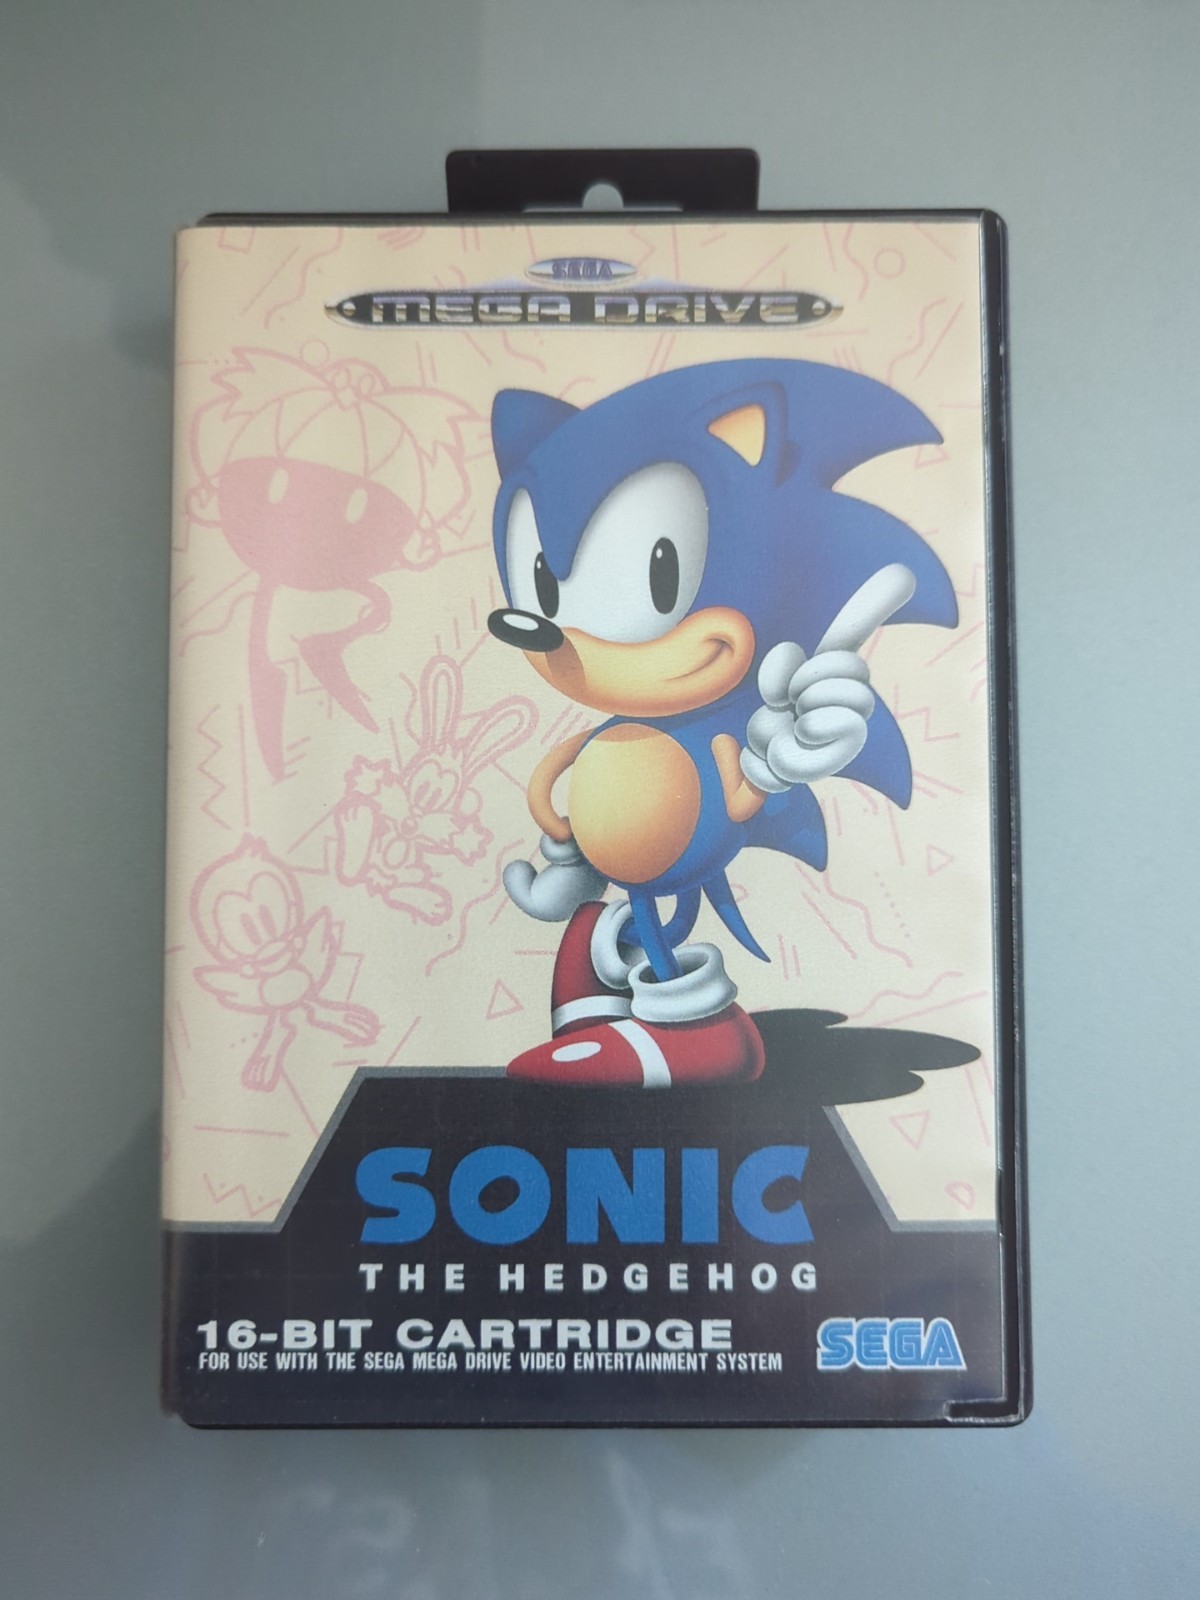 SEGA
MEGA DRIVE
SONIC
THE HEDGEHOG
16-BIT CARTRIDGE
FOR USE WITH THE SEGA MEGA DRIVE VIDEO ENTERTAINMENT SYSTEM
SEGA